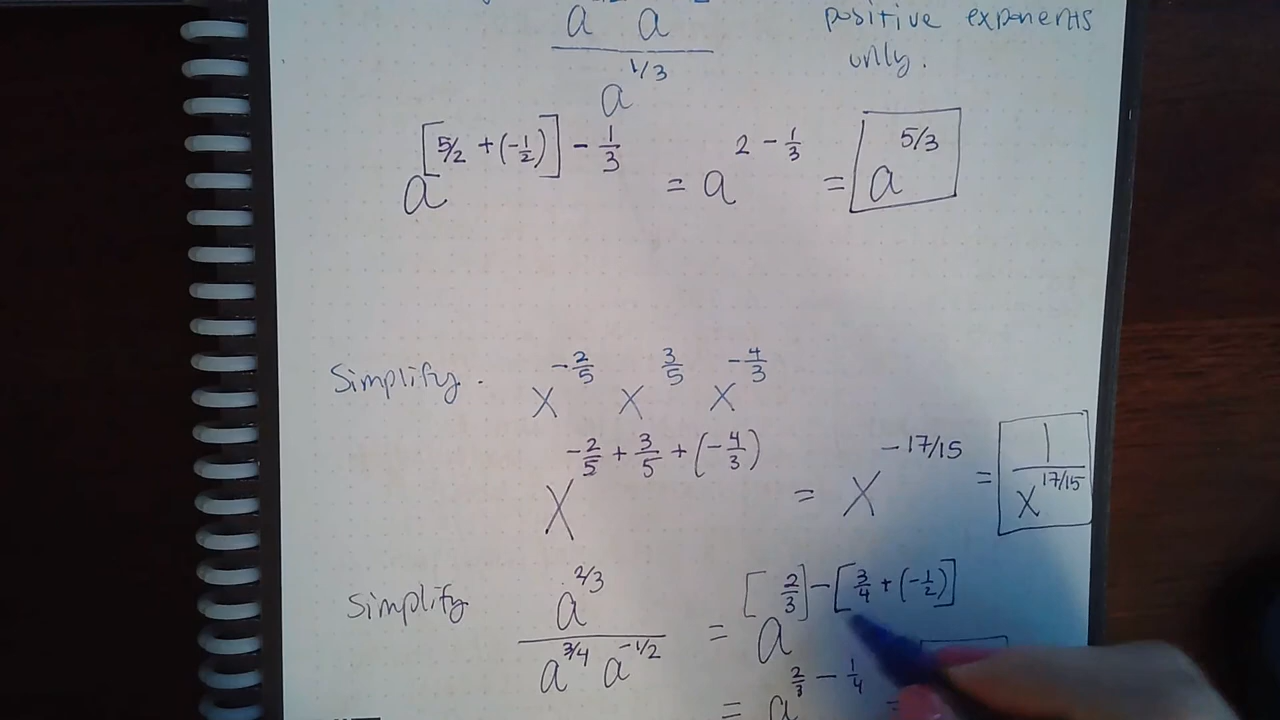 a a positive exponents
a^{1/3} only.
a^{[5/2 + (-1/2)] - 1/3} = a^{2 - 1/3} = a^{5/3}
Simplify. x^{-2/5} x^{3/5} x^{-4/3}
x^{-2/5 + 3/5 + (-4/3)} = x^{-17/15} = 1/x^{17/15}
Simplify a^{2/3} / a^{3/4} a^{-1/2} = a^{[2/3] - [3/4 + (-1/2)]}
= a^{2/3 - 1/4} =